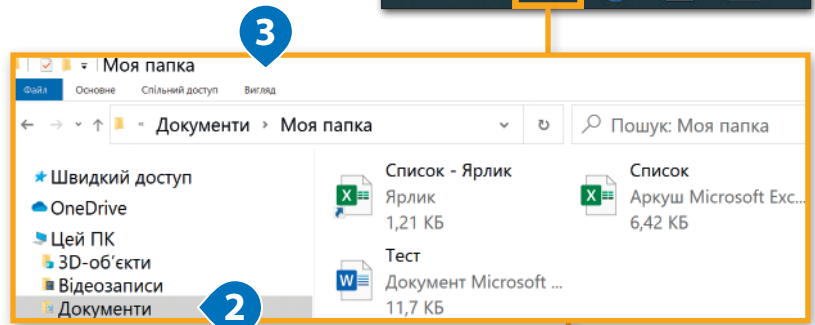 3
Моя папка
Файл Основне Спільний доступ Вигляд
« Документи › Моя папка
Пошук: Моя папка
Швидкий доступ
OneDrive
Цей ПК
3D-об'єкти
Відеозаписи
Документи
2
Список - Ярлик
Ярлик
1,21 КБ
Список
Аркуш Microsoft Exc...
6,42 КБ
Тест
Документ Microsoft ...
11,7 КБ